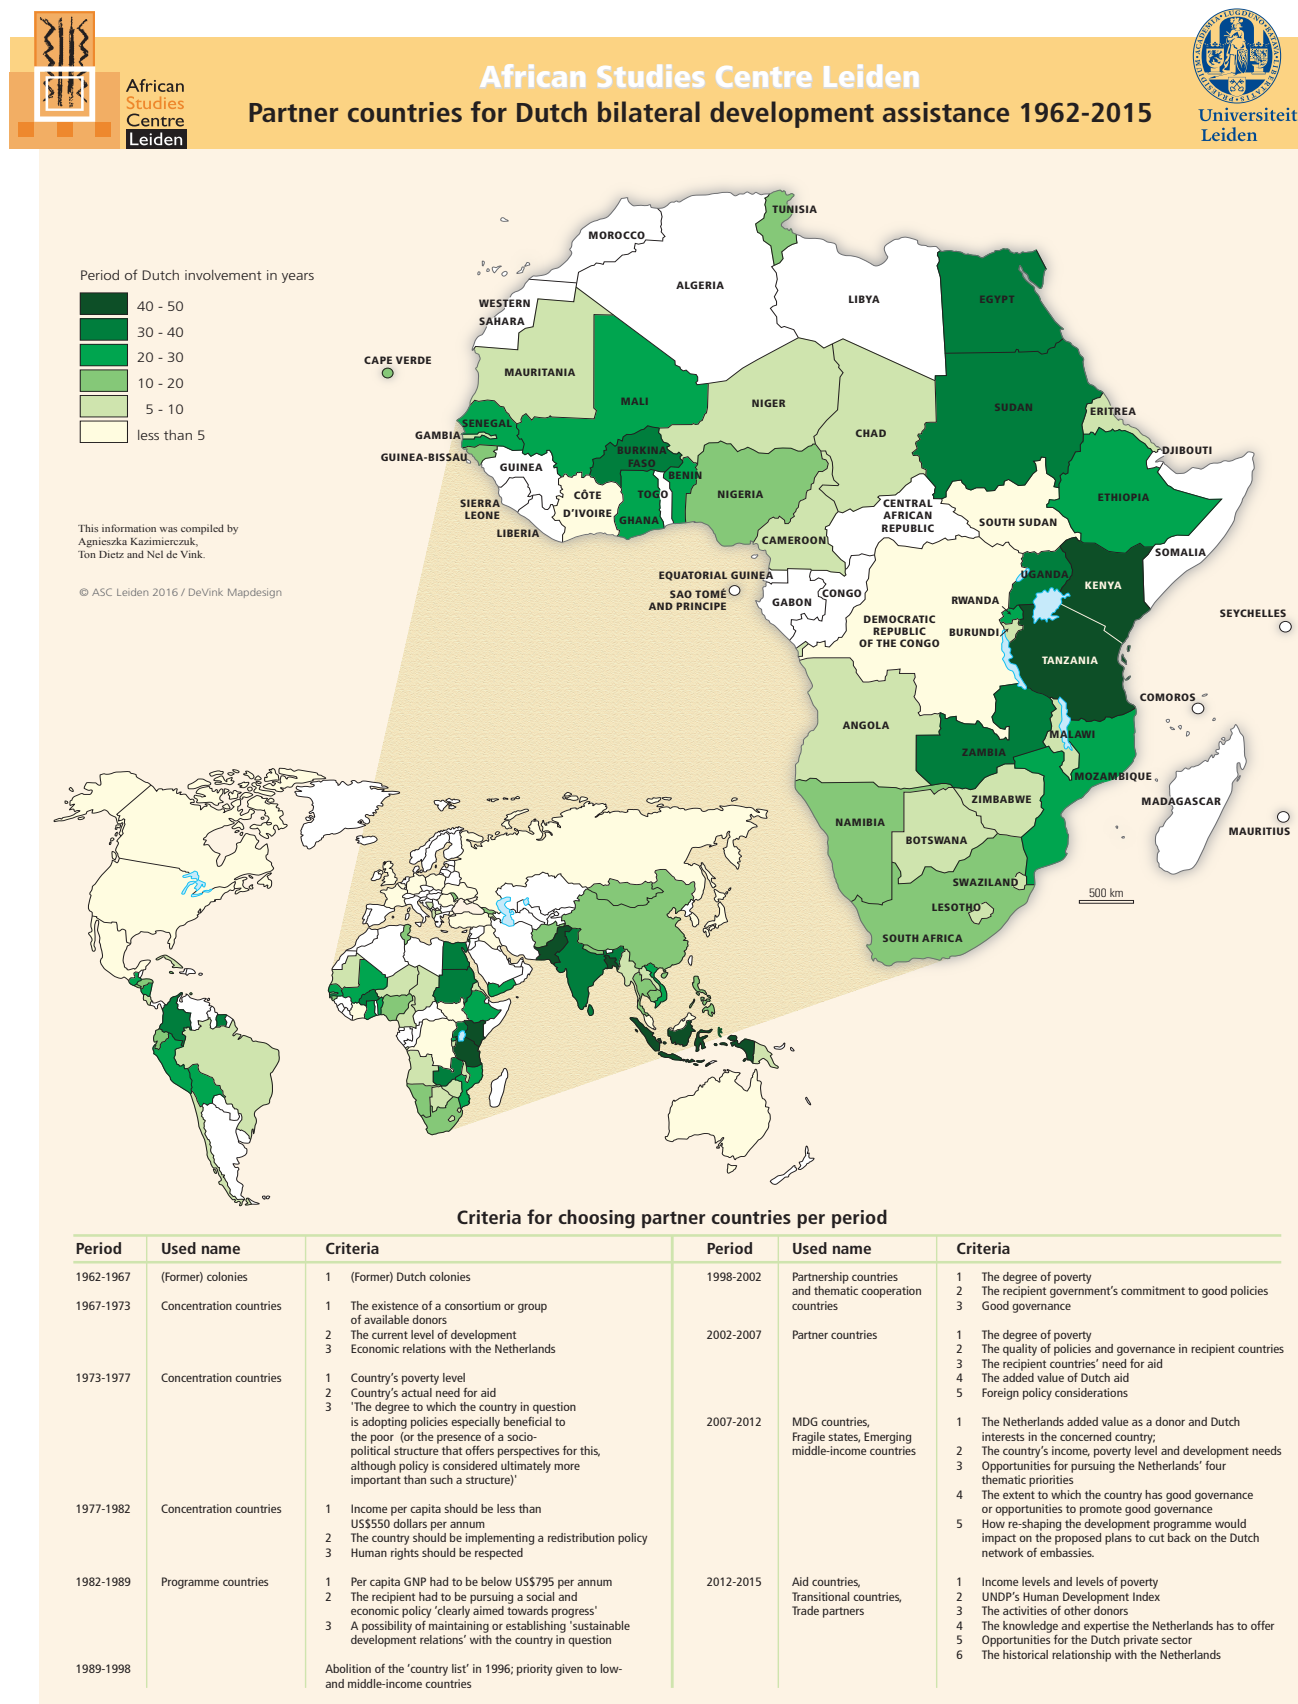 African
Studies
Centre
Leiden
African Studies Centre Leiden
Partner countries for Dutch bilateral development assistance 1962-2015
ACADEMIA·LUGDUNO·BATAVA·LIBERTATIS·PRAESIDIUM
Universiteit
Leiden
Period of Dutch involvement in years
40 - 50
30 - 40
20 - 30
10 - 20
5 - 10
less than 5
This information was compiled by
Agnieszka Kazimierczuk,
Ton Dietz and Nel de Vink.
© ASC Leiden 2016 / DeVink Mapdesign
TUNISIA
MOROCCO
ALGERIA
LIBYA
EGYPT
WESTERN
SAHARA
CAPE VERDE
MAURITANIA
MALI
NIGER
CHAD
SUDAN
ERITREA
SENEGAL
GAMBIA
GUINEA-BISSAU
GUINEA
BURKINA
FASO
BENIN
DJIBOUTI
SIERRA
LEONE
LIBERIA
CÔTE
D'IVOIRE
GHANA
TOGO
NIGERIA
CENTRAL
AFRICAN
REPUBLIC
SOUTH SUDAN
ETHIOPIA
SOMALIA
CAMEROON
EQUATORIAL GUINEA
SAO TOMÉ
AND PRINCIPE
GABON
CONGO
DEMOCRATIC
REPUBLIC
OF THE CONGO
UGANDA
KENYA
RWANDA
BURUNDI
TANZANIA
SEYCHELLES
COMOROS
ANGOLA
ZAMBIA
MALAWI
MOZAMBIQUE
MADAGASCAR
MAURITIUS
ZIMBABWE
NAMIBIA
BOTSWANA
SWAZILAND
LESOTHO
SOUTH AFRICA
500 km
Criteria for choosing partner countries per period
Period Used name Criteria
1962-1967 (Former) colonies 1 (Former) Dutch colonies
1967-1973 Concentration countries 1 The existence of a consortium or group
of available donors
2 The current level of development
3 Economic relations with the Netherlands
1973-1977 Concentration countries 1 Country's poverty level
2 Country's actual need for aid
3 'The degree to which the country in question
is adopting policies especially beneficial to
the poor (or the presence of a socio-
political structure that offers perspectives for this,
although policy is considered ultimately more
important than such a structure)'
1977-1982 Concentration countries 1 Income per capita should be less than
US$550 dollars per annum
2 The country should be implementing a redistribution policy
3 Human rights should be respected
1982-1989 Programme countries 1 Per capita GNP had to be below US$795 per annum
2 The recipient had to be pursuing a social and
economic policy 'clearly aimed towards progress'
3 A possibility of maintaining or establishing 'sustainable
development relations' with the country in question
1989-1998 Abolition of the 'country list' in 1996; priority given to low-
and middle-income countries
Period Used name Criteria
1998-2002 Partnership countries 1 The degree of poverty
and thematic cooperation 2 The recipient government's commitment to good policies
countries 3 Good governance
2002-2007 Partner countries 1 The degree of poverty
2 The quality of policies and governance in recipient countries
3 The recipient countries' need for aid
4 The added value of Dutch aid
5 Foreign policy considerations
2007-2012 MDG countries, 1 The Netherlands added value as a donor and Dutch
Fragile states, Emerging interests in the concerned country;
middle-income countries 2 The country's income, poverty level and development needs
3 Opportunities for pursuing the Netherlands' four
thematic priorities
4 The extent to which the country has good governance
or opportunities to promote good governance
5 How re-shaping the development programme would
impact on the proposed plans to cut back on the Dutch
network of embassies.
2012-2015 Aid countries, 1 Income levels and levels of poverty
Transitional countries, 2 UNDP's Human Development Index
Trade partners 3 The activities of other donors
4 The knowledge and expertise the Netherlands has to offer
5 Opportunities for the Dutch private sector
6 The historical relationship with the Netherlands